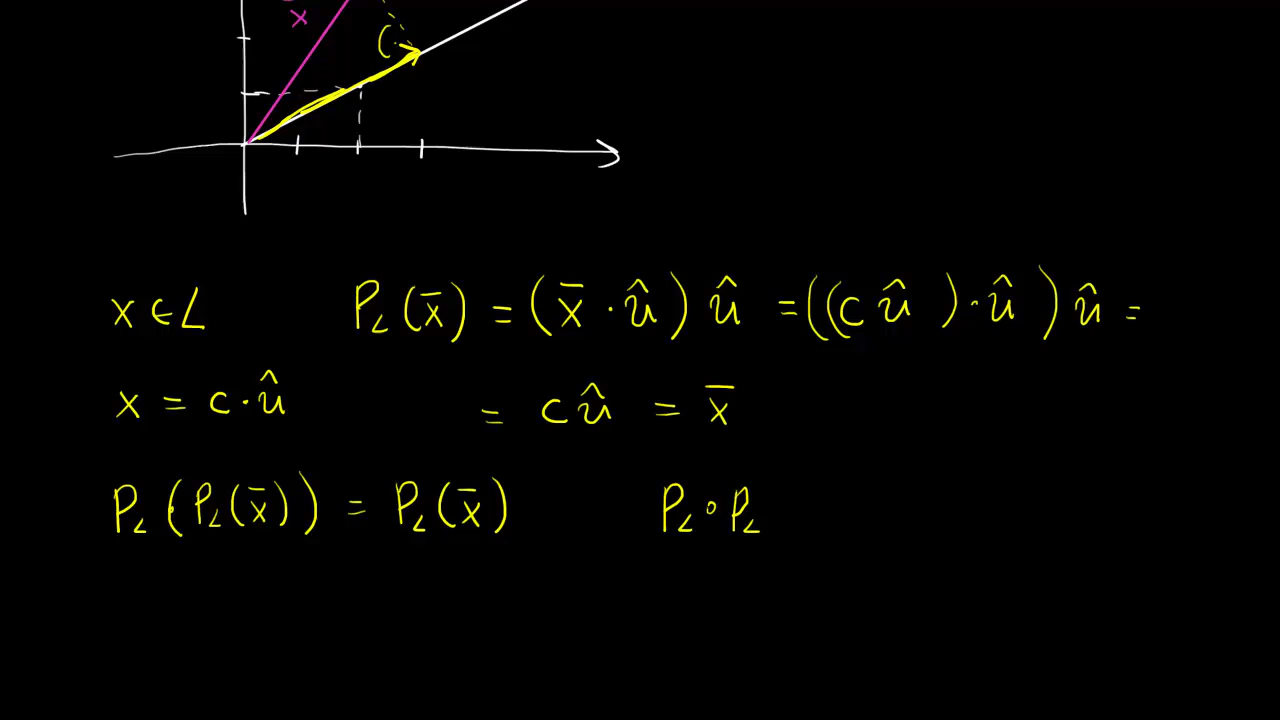 x
x ∈ L P_L(x̄) = (x̄ · û) û = ((c û) · û) û =
x = c · û = c û = x̄
P_L(P_L(x̄)) = P_L(x̄) P_L ∘ P_L